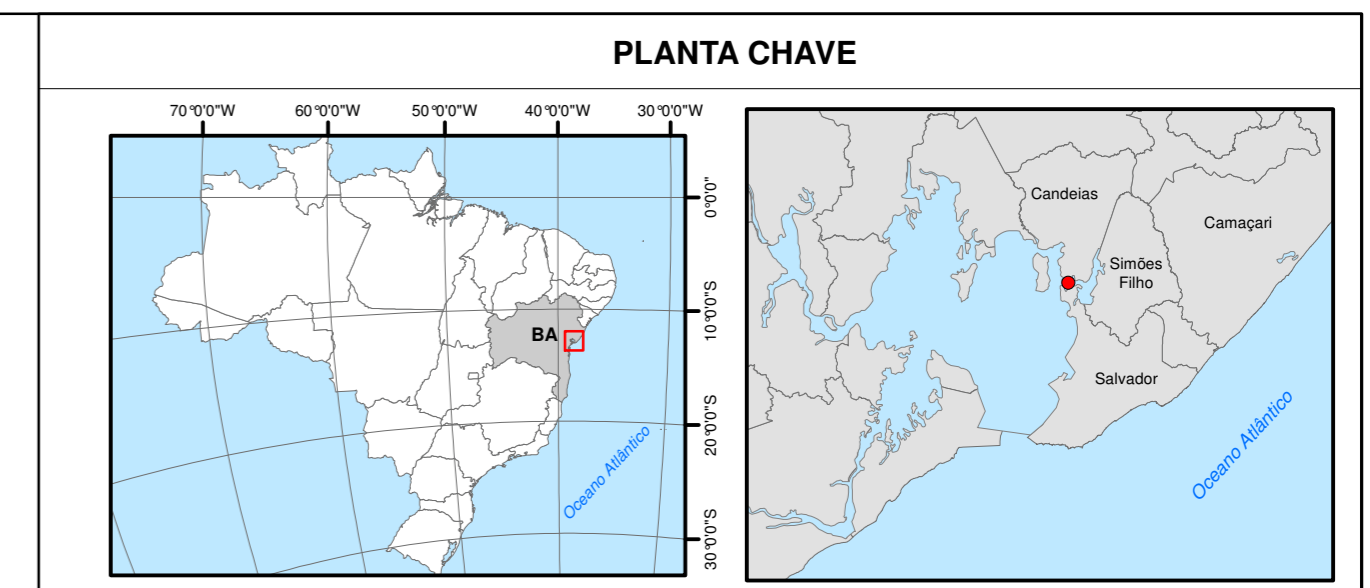 PLANTA CHAVE
70°0'0"W 60°0'0"W 50°0'0"W 40°0'0"W 30°0'0"W
0°0'0"
10°0'0"S
20°0'0"S
30°0'0"S
BA
Oceano Atlântico
Candeias
Camaçari
Simões
Filho
Salvador
Oceano Atlântico